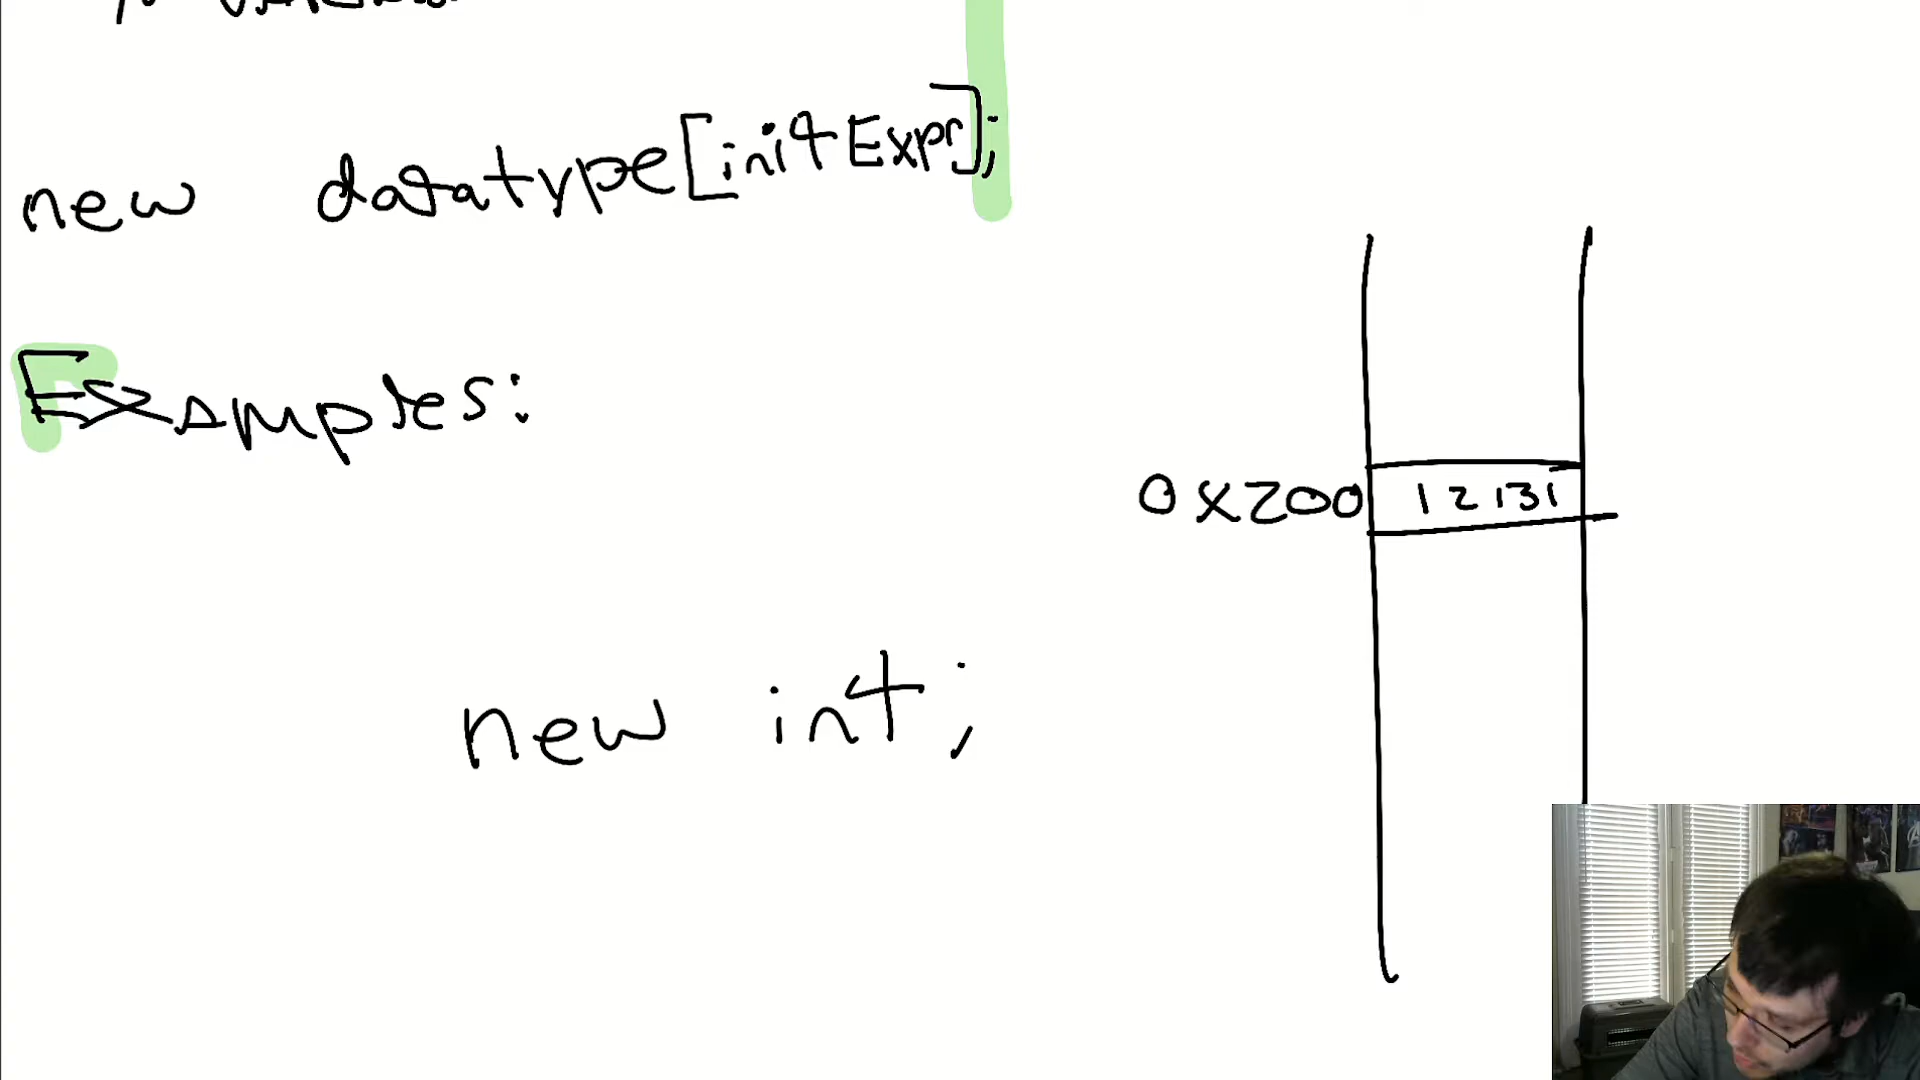 new datatype[initExpr];
Examples:
0x200 12131
new int;